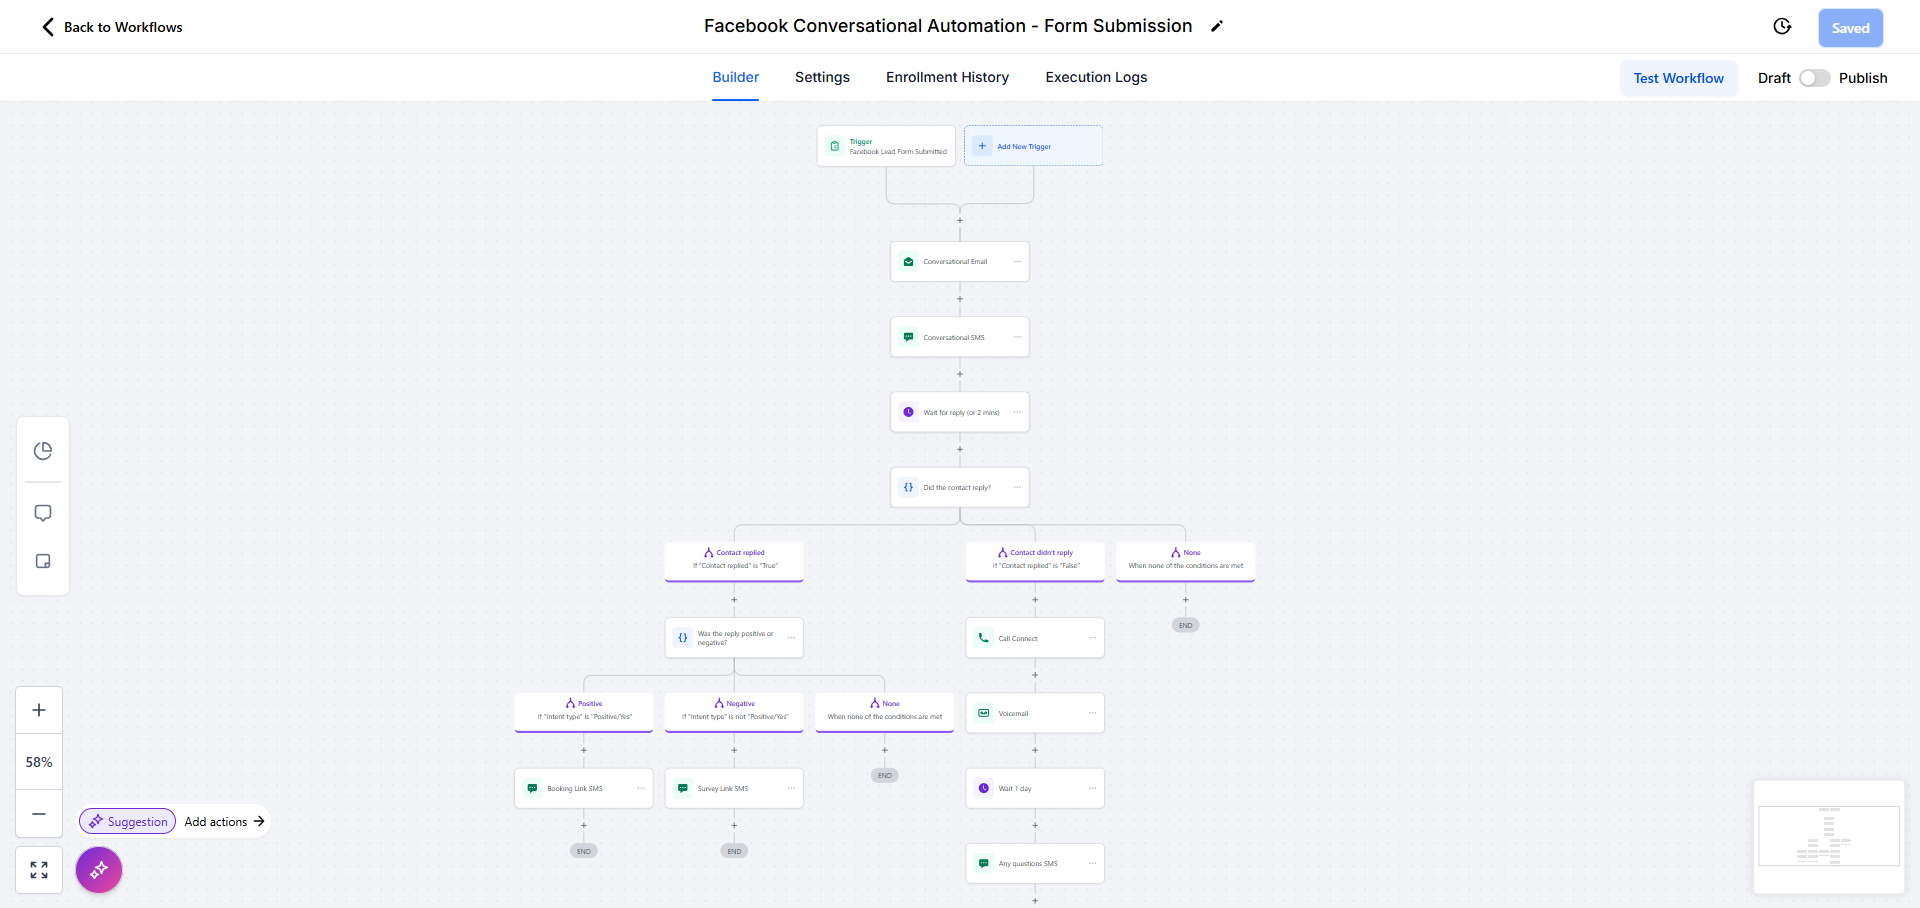 Back to Workflows
Facebook Conversational Automation - Form Submission
Saved
Builder
Settings
Enrollment History
Execution Logs
Test Workflow
Draft
Publish
Trigger
Facebook Lead Form Submitted
Add New Trigger
Conversational Email
Conversational SMS
Wait for reply (or 2 mins)
Did the contact reply?
Contact replied
If "Contact replied" is "True"
Contact didn't reply
If "Contact replied" is "False"
None
When none of the conditions are met
Was the reply positive or
negative?
Call Connect
END
Positive
If "Intent type" is "Positive/Yes"
Negative
If "Intent type" is not "Positive/Yes"
None
When none of the conditions are met
Voicemail
Booking Link SMS
Survey Link SMS
END
Wait 1 day
END
END
Any questions SMS
58%
Suggestion
Add actions